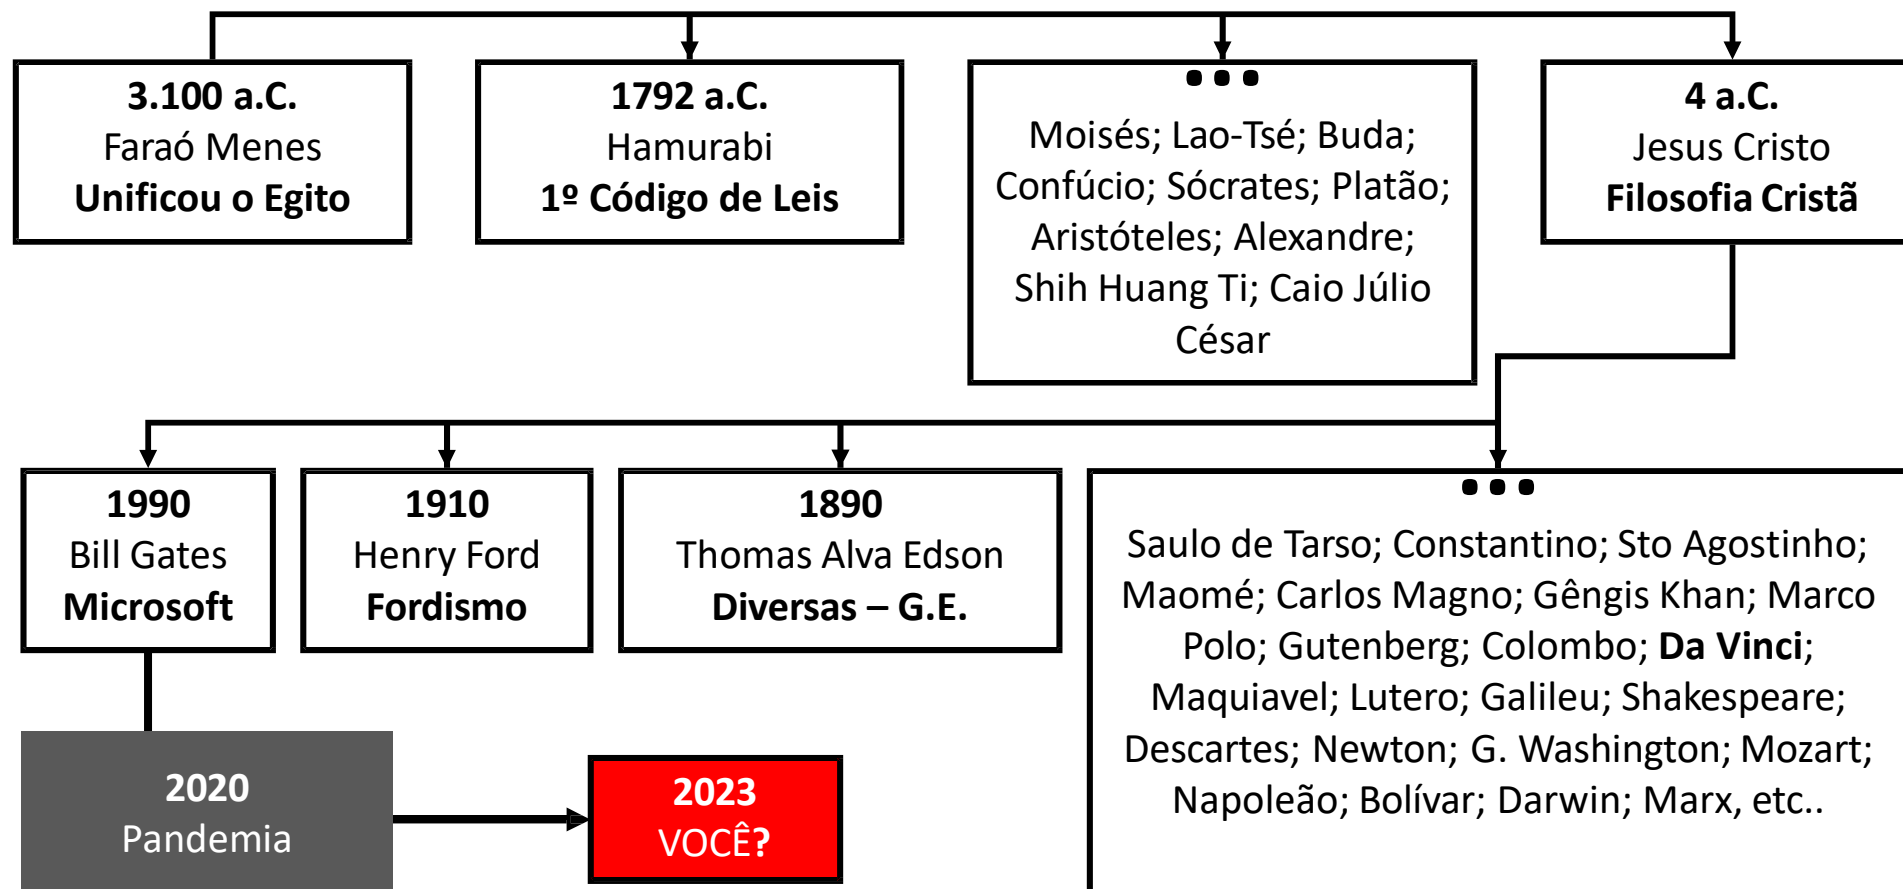 3.100 a.C.
Faraó Menes
Unificou o Egito
1792 a.C.
Hamurabi
1º Código de Leis
...
Moisés; Lao-Tsé; Buda;
Confúcio; Sócrates; Platão;
Aristóteles; Alexandre;
Shih Huang Ti; Caio Júlio
César
4 a.C.
Jesus Cristo
Filosofia Cristã
1990
Bill Gates
Microsoft
1910
Henry Ford
Fordismo
1890
Thomas Alva Edson
Diversas – G.E.
...
Saulo de Tarso; Constantino; Sto Agostinho;
Maomé; Carlos Magno; Gêngis Khan; Marco
Polo; Gutenberg; Colombo; Da Vinci;
Maquiavel; Lutero; Galileu; Shakespeare;
Descartes; Newton; G. Washington; Mozart;
Napoleão; Bolívar; Darwin; Marx, etc..
2020
Pandemia
2023
VOCÊ?